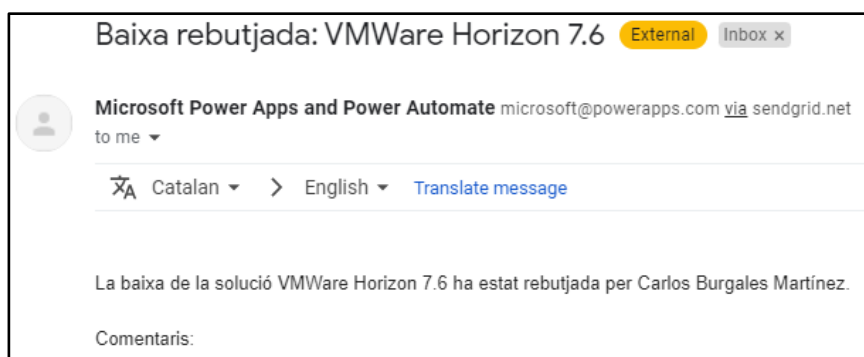 Baixa rebutjada: VMWare Horizon 7.6 External Inbox ×
Microsoft Power Apps and Power Automate microsoft@powerapps.com via sendgrid.net
to me
Catalan > English Translate message
La baixa de la solució VMWare Horizon 7.6 ha estat rebutjada per Carlos Burgales Martínez.
Comentaris: